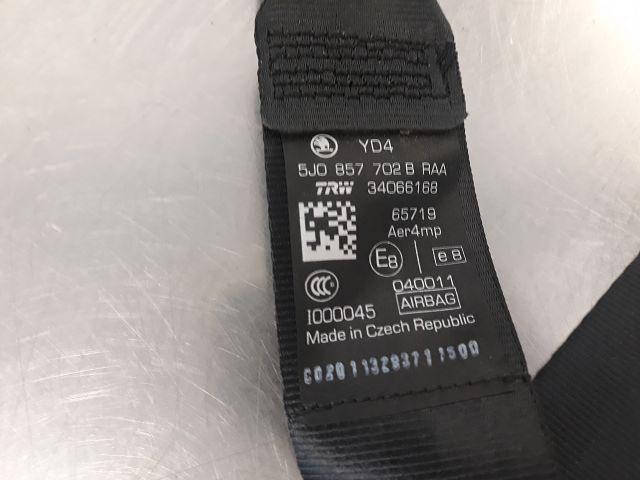 YD4
5J0 857 702 B RAA
TRW 34066168
65719
Aer4mp
E8 e 8
040011
CCC
I000045 AIRBAG
Made in Czech Republic
C020113283711500